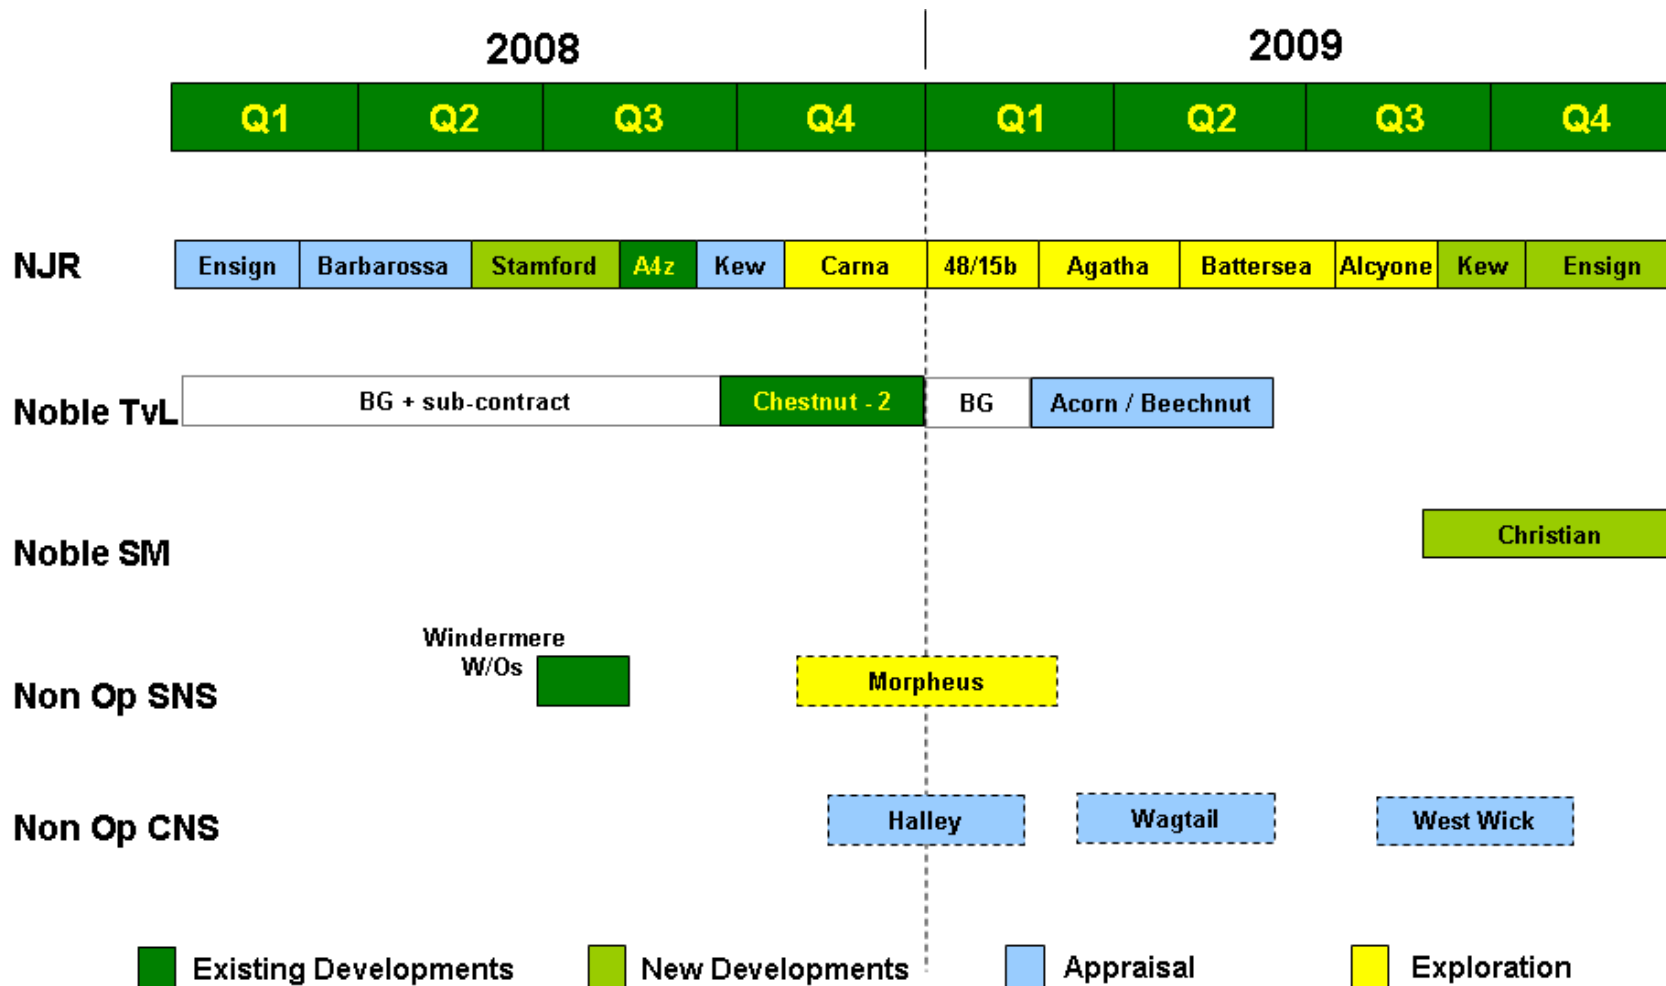 2008
2009
Q1 Q2 Q3 Q4 Q1 Q2 Q3 Q4
NJR
Ensign Barbarossa Stamford A4z Kew Carna 48/15b Agatha Battersea Alcyone Kew Ensign
Noble TvL
BG + sub-contract Chestnut - 2 BG Acorn / Beechnut
Noble SM
Christian
Non Op SNS
Windermere
W/Os
Morpheus
Non Op CNS
Halley Wagtail West Wick
Existing Developments New Developments Appraisal Exploration